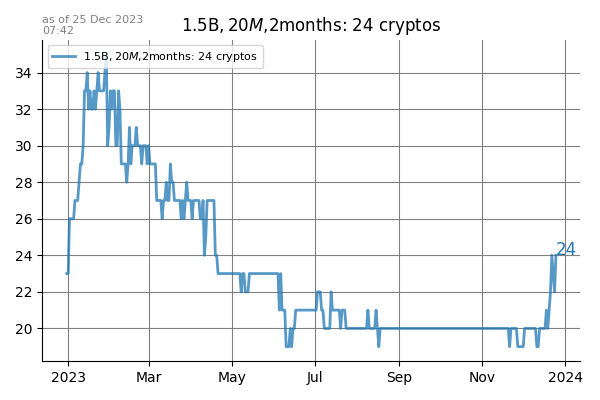 as of 25 Dec 2023
07:42
1.5B, 20M,2months: 24 cryptos
1.5B, 20M,2months: 24 cryptos
34
32
30
28
26
24
22
20
24
2023
Mar
May
Jul
Sep
Nov
2024